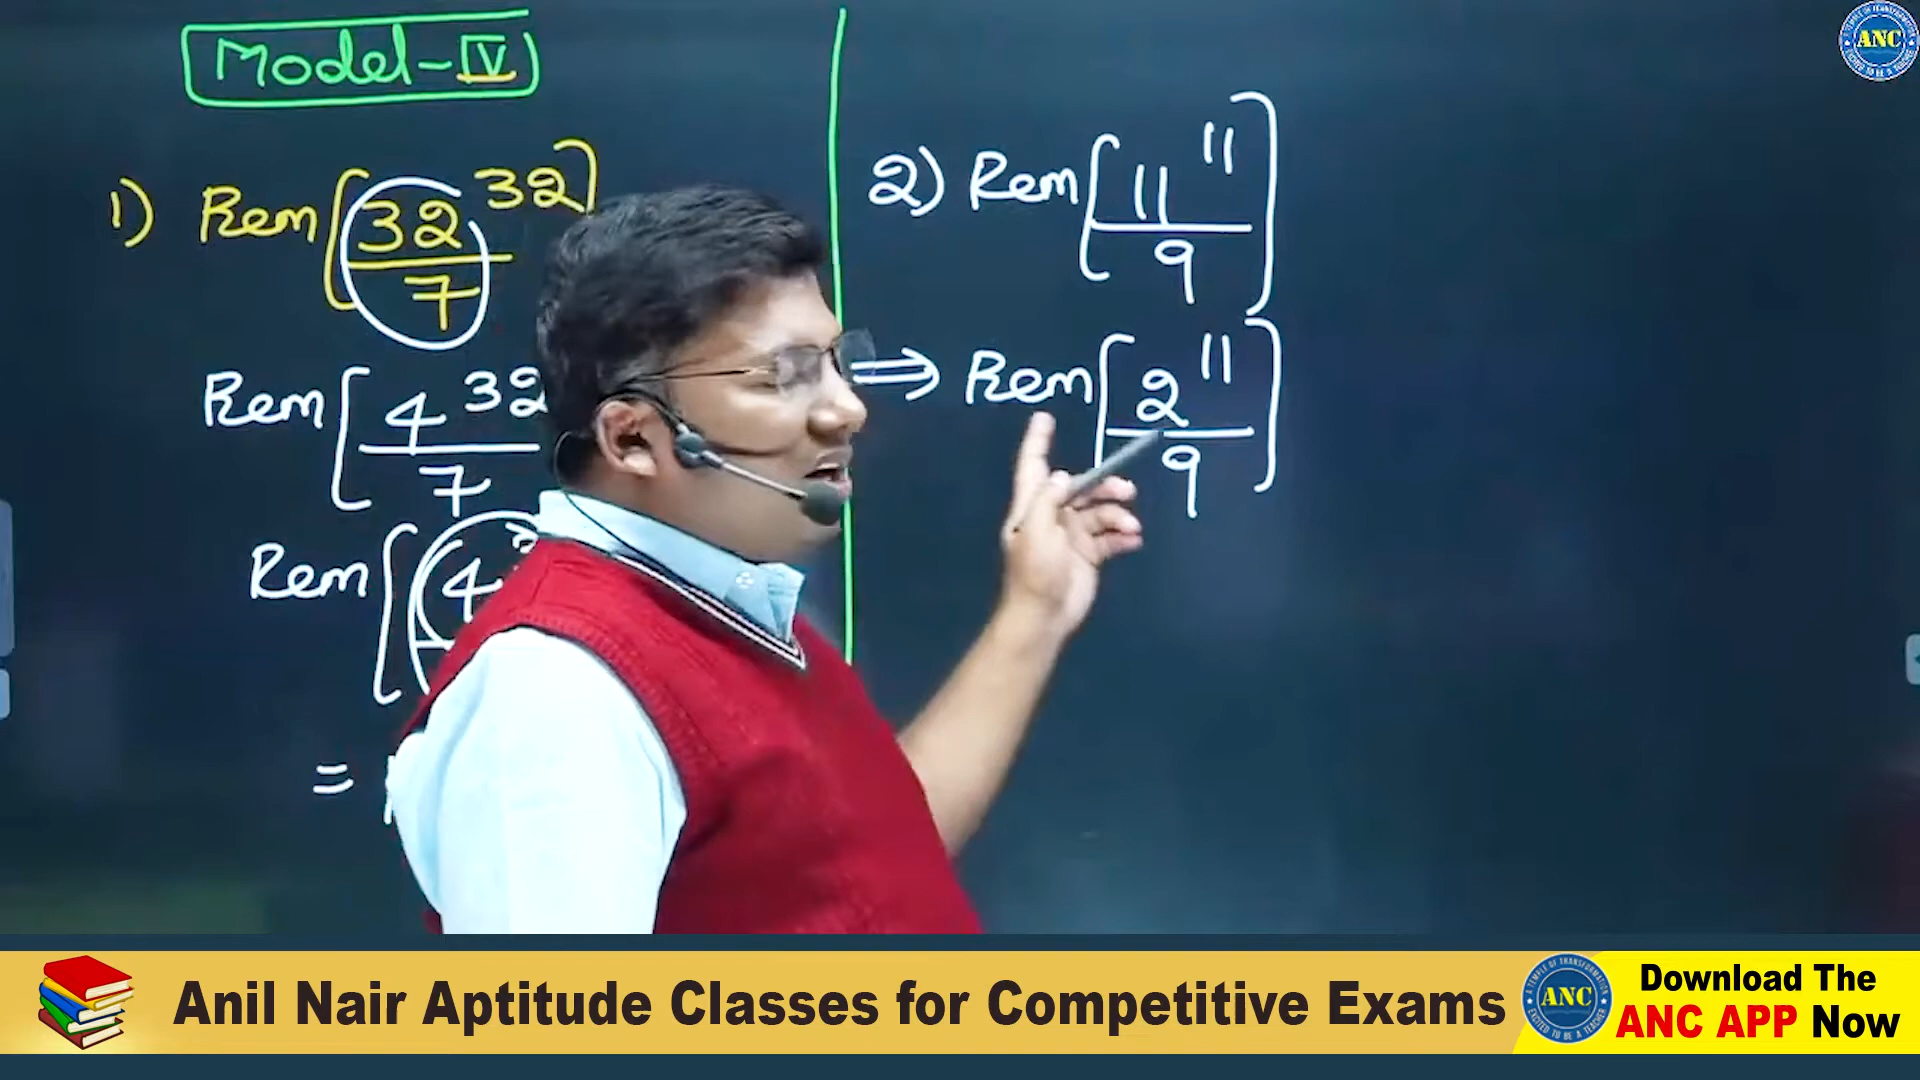 Model-IV
1) Rem[32^32/7]
Rem[4^32/7
Rem[(4
=
2) Rem[11^11/9]
⇒ Rem[2^11/9]
ANC
Anil Nair Aptitude Classes for Competitive Exams
ANC
Download The
ANC APP Now